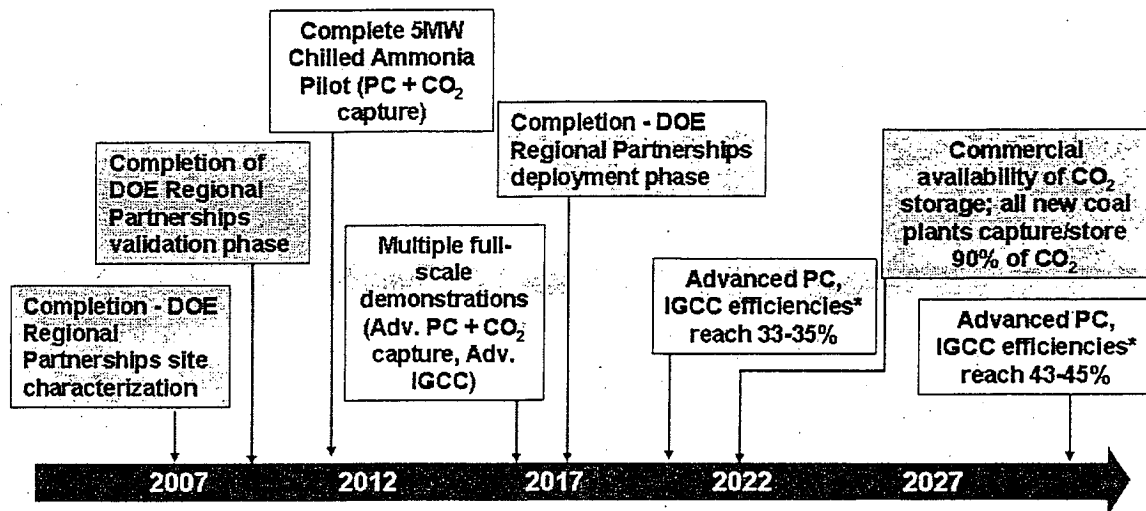 Complete 5MW
Chilled Ammonia
Pilot (PC + CO₂
capture)
Completion - DOE
Regional Partnerships
deployment phase
Commercial
availability of CO₂
storage; all new coal
plants capture/store
90% of CO₂
Completion of
DOE Regional
Partnerships
validation phase
Multiple full-
scale
demonstrations
(Adv. PC + CO₂
capture, Adv.
IGCC)
Advanced PC,
IGCC efficiencies*
reach 33-35%
Completion - DOE
Regional
Partnerships site
characterization
Advanced PC,
IGCC efficiencies*
reach 43-45%
2007 2012 2017 2022 2027